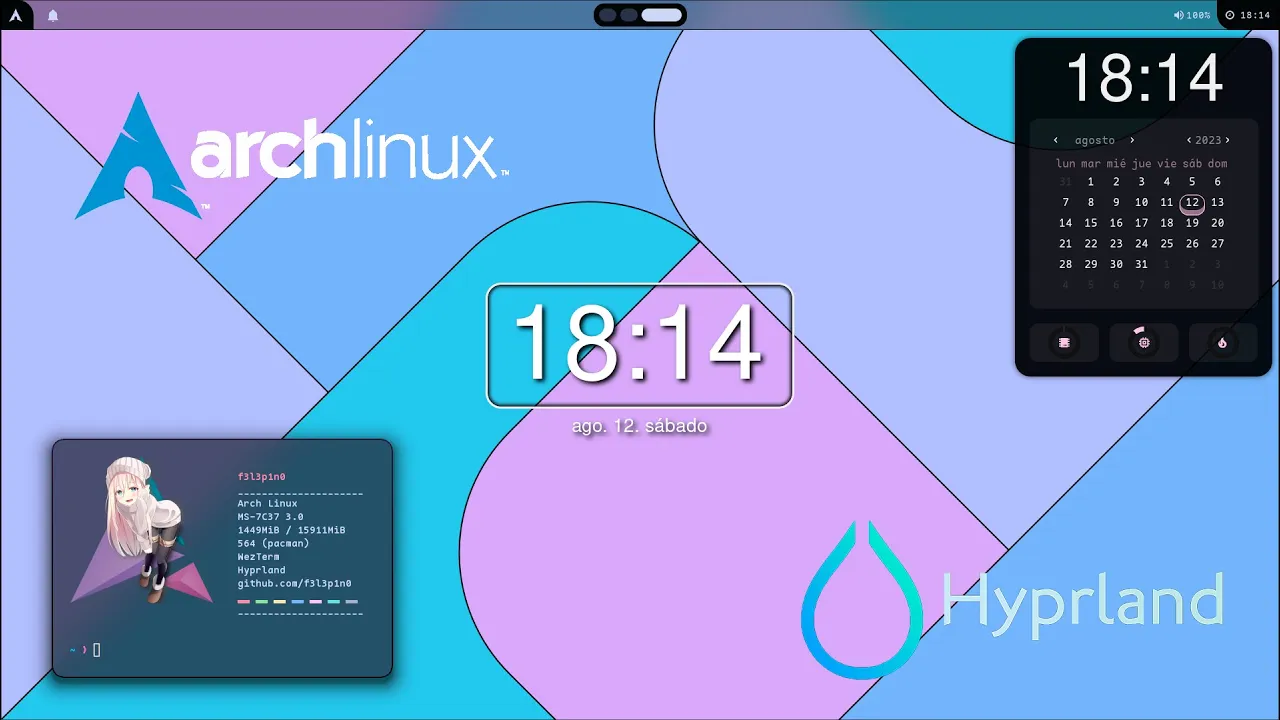 100%
18:14
archlinux™
™
18:14
‹ agosto › ‹ 2023 ›
lun mar mié jue vie sáb dom
31 1 2 3 4 5 6
7 8 9 10 11 12 13
14 15 16 17 18 19 20
21 22 23 24 25 26 27
28 29 30 31 1 2 3
4 5 6 7 8 9 10
18:14
ago. 12. sábado
f3l3p1n0
---------------------
Arch Linux
MS-7C37 3.0
1449MiB / 15911MiB
564 (pacman)
WezTerm
Hyprland
github.com/f3l3p1n0
---------------------
~ ❯
Hyprland